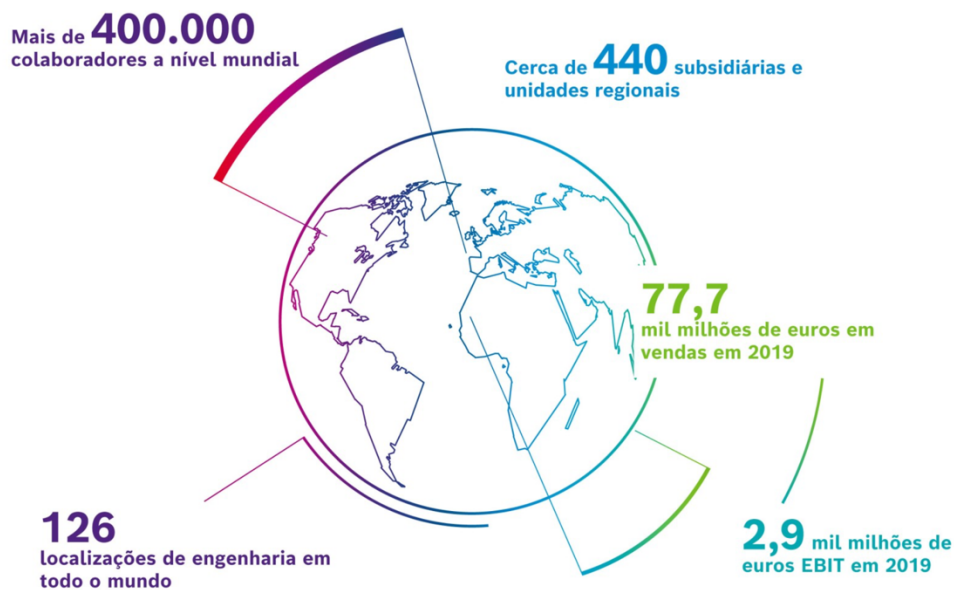 Mais de 400.000
colaboradores a nível mundial
Cerca de 440 subsidiárias e
unidades regionais
77,7
mil milhões de euros em
vendas em 2019
126
localizações de engenharia em
todo o mundo
2,9 mil milhões de
euros EBIT em 2019